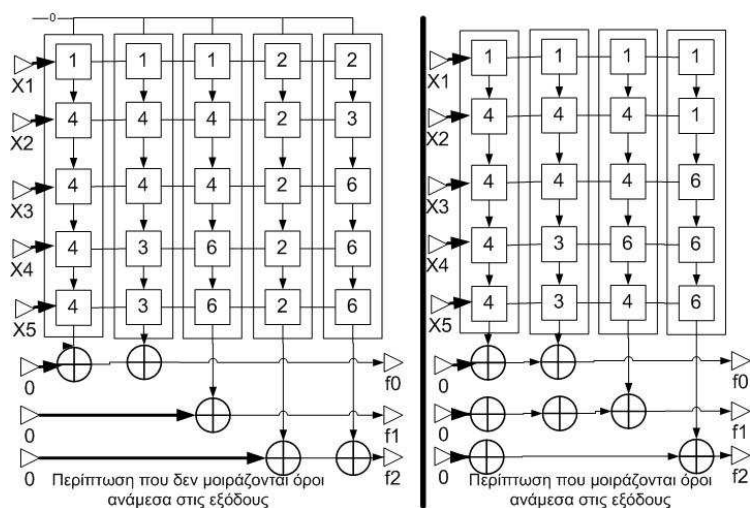 0
X1 1 1 1 2 2
X2 4 4 4 2 3
X3 4 4 4 2 6
X4 4 3 6 2 6
X5 4 3 6 2 6
0 f0
0 f1
0 f2
Περίπτωση που δεν μοιράζονται όροι
ανάμεσα στις εξόδους
X1 1 1 1 1
X2 4 4 4 1
X3 4 4 4 6
X4 4 3 6 6
X5 4 3 4 6
0 f0
0 f1
0 f2
Περίπτωση που μοιράζονται όροι
ανάμεσα στις εξόδους